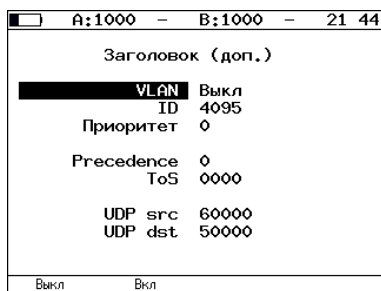 A:1000 – B:1000 – 21 44
Заголовок (доп.)
VLAN Выкл
ID 4095
Приоритет 0
Precedence 0
ToS 0000
UDP src 60000
UDP dst 50000
Выкл Вкл